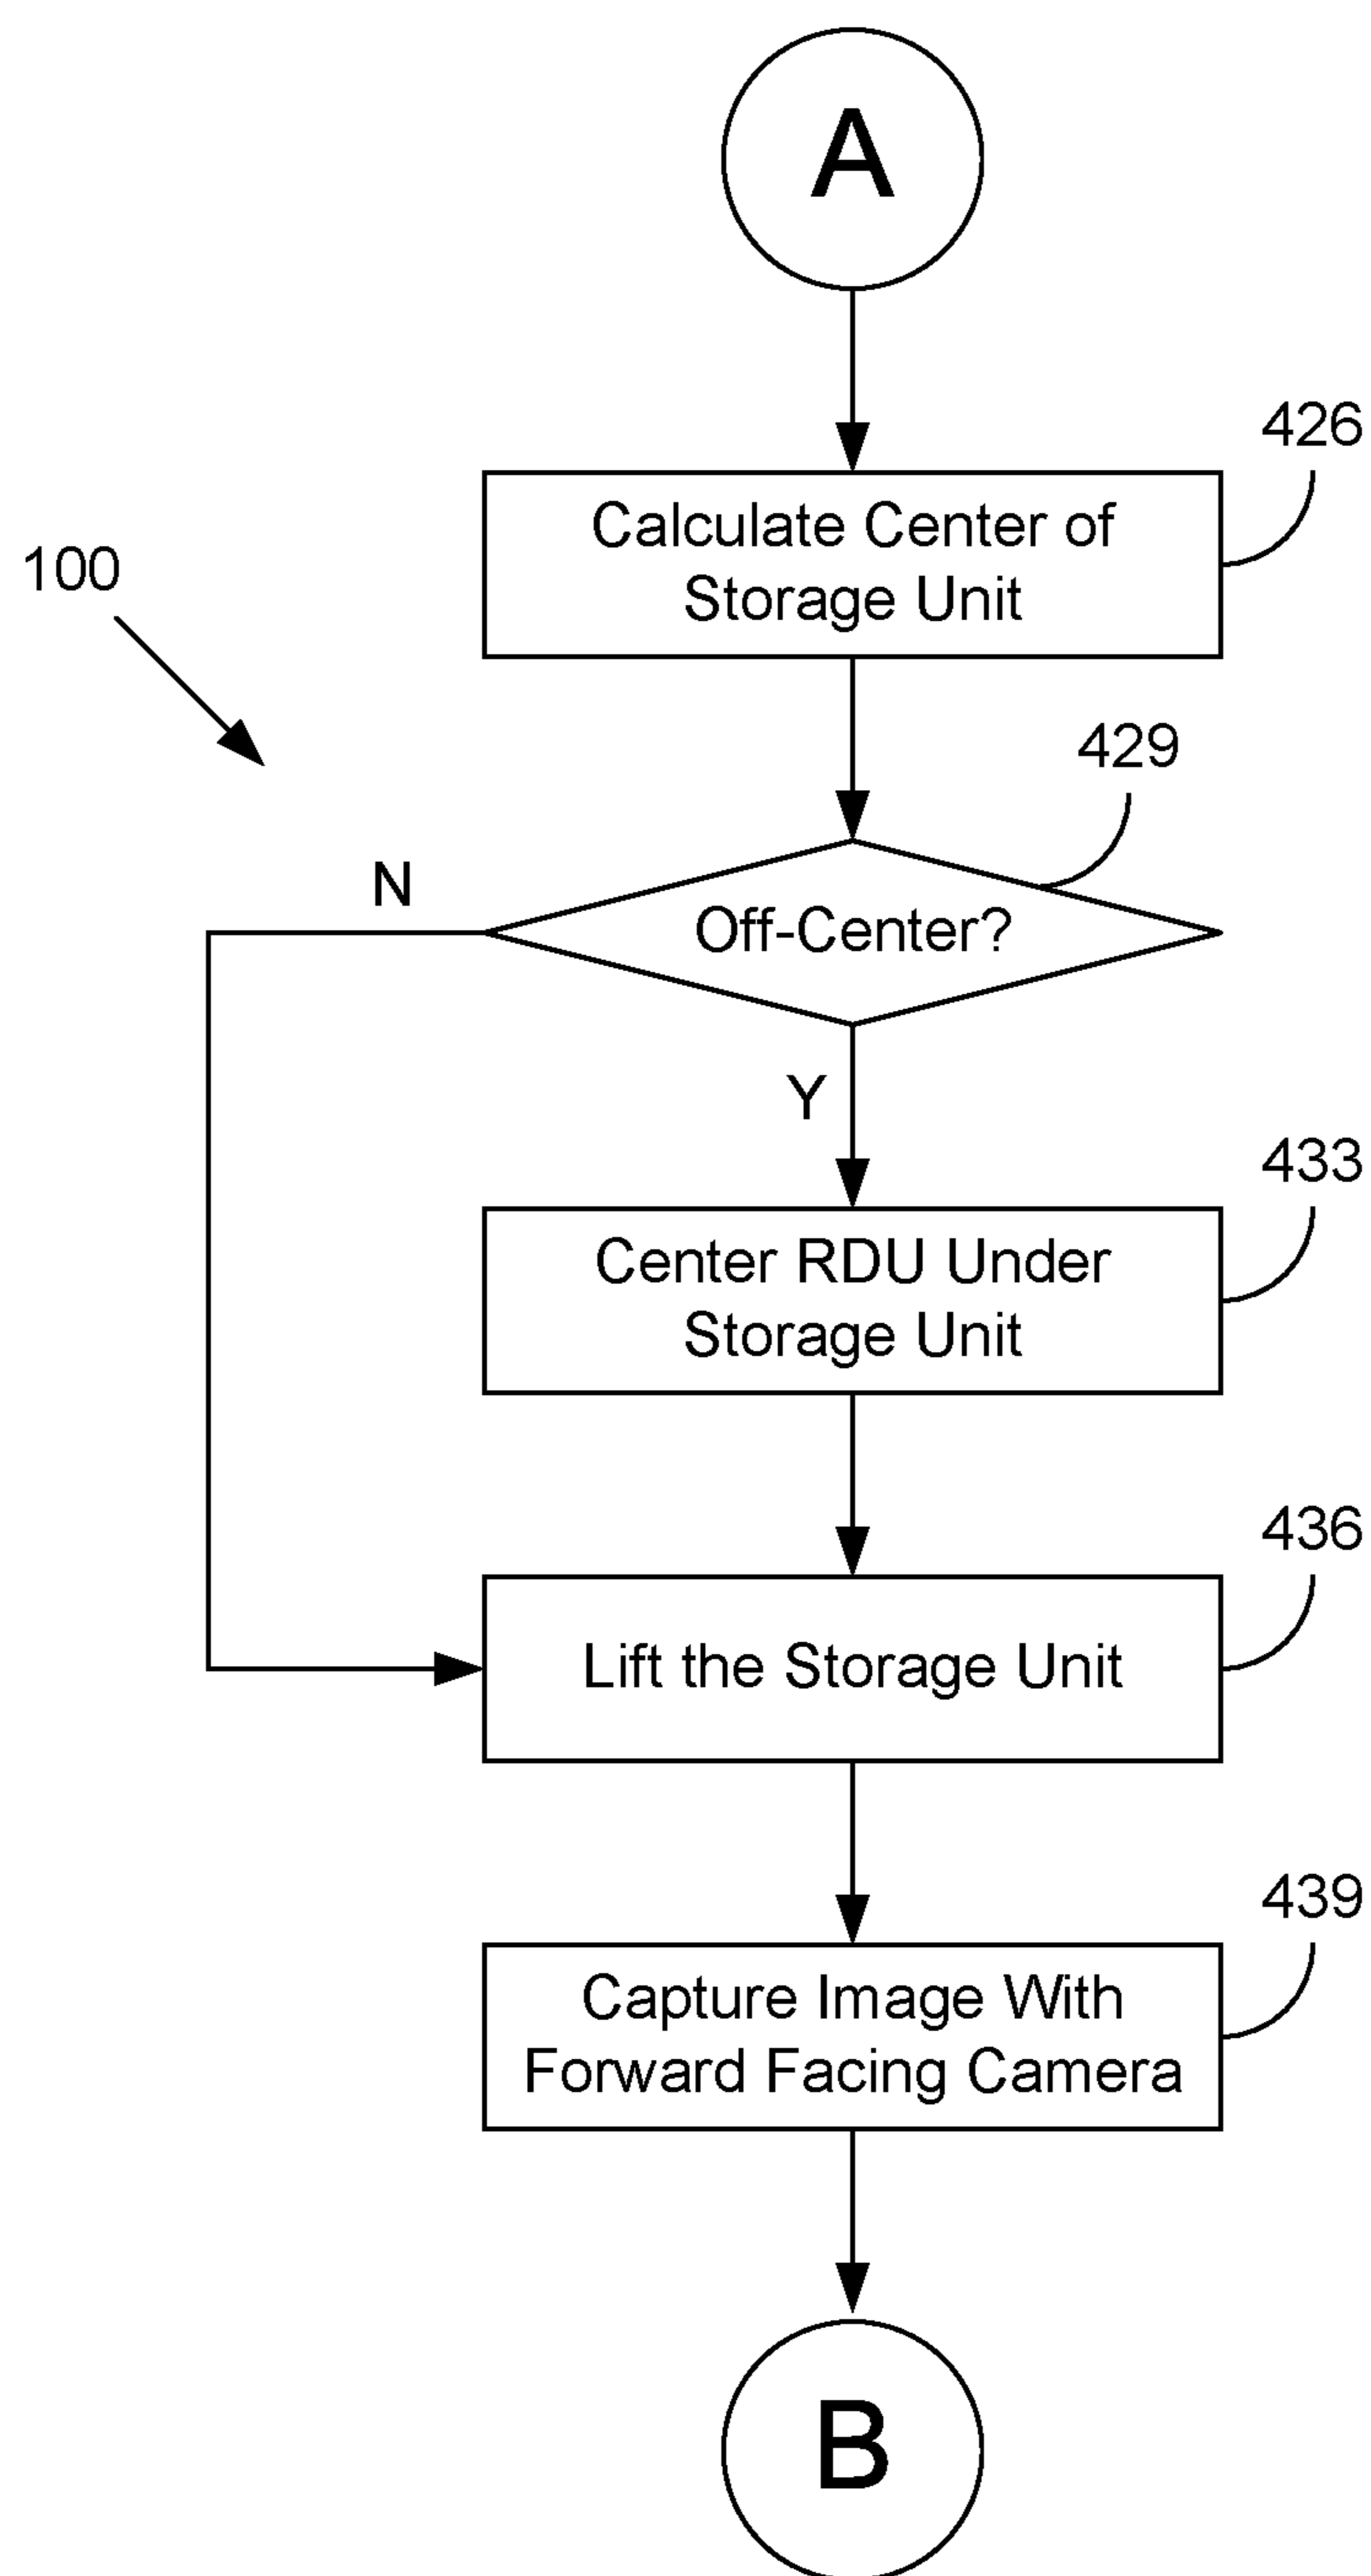 A
426
Calculate Center of
Storage Unit
100
429
N
Off-Center?
Y
433
Center RDU Under
Storage Unit
436
Lift the Storage Unit
439
Capture Image With
Forward Facing Camera
B